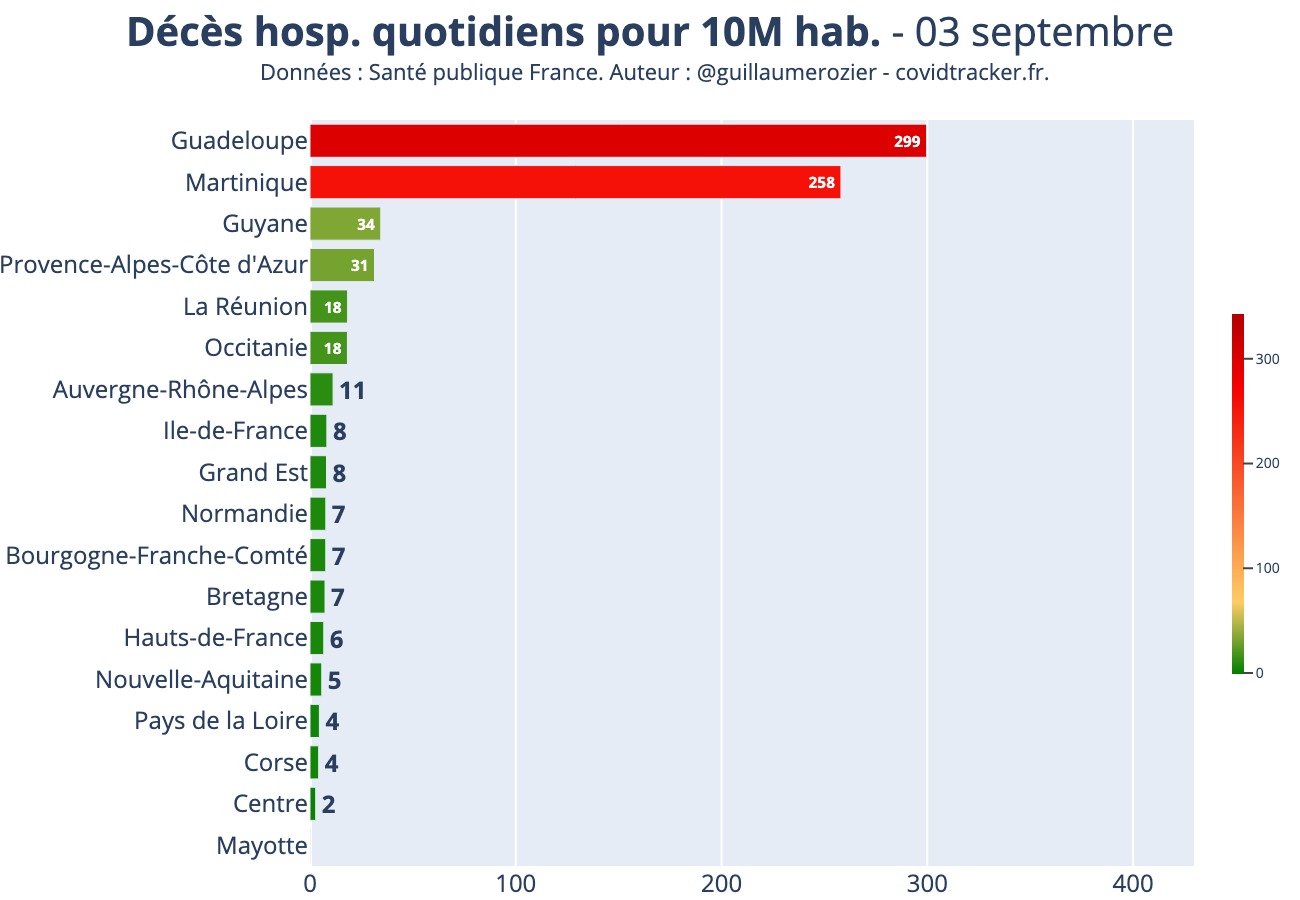 Décès hosp. quotidiens pour 10M hab. - 03 septembre
Données : Santé publique France. Auteur : @guillaumerozier - covidtracker.fr.
Guadeloupe 299
Martinique 258
Guyane 34
Provence-Alpes-Côte d'Azur 31
La Réunion 18
Occitanie 18
Auvergne-Rhône-Alpes 11
Ile-de-France 8
Grand Est 8
Normandie 7
Bourgogne-Franche-Comté 7
Bretagne 7
Hauts-de-France 6
Nouvelle-Aquitaine 5
Pays de la Loire 4
Corse 4
Centre 2
Mayotte
0 100 200 300 400
300
200
100
0